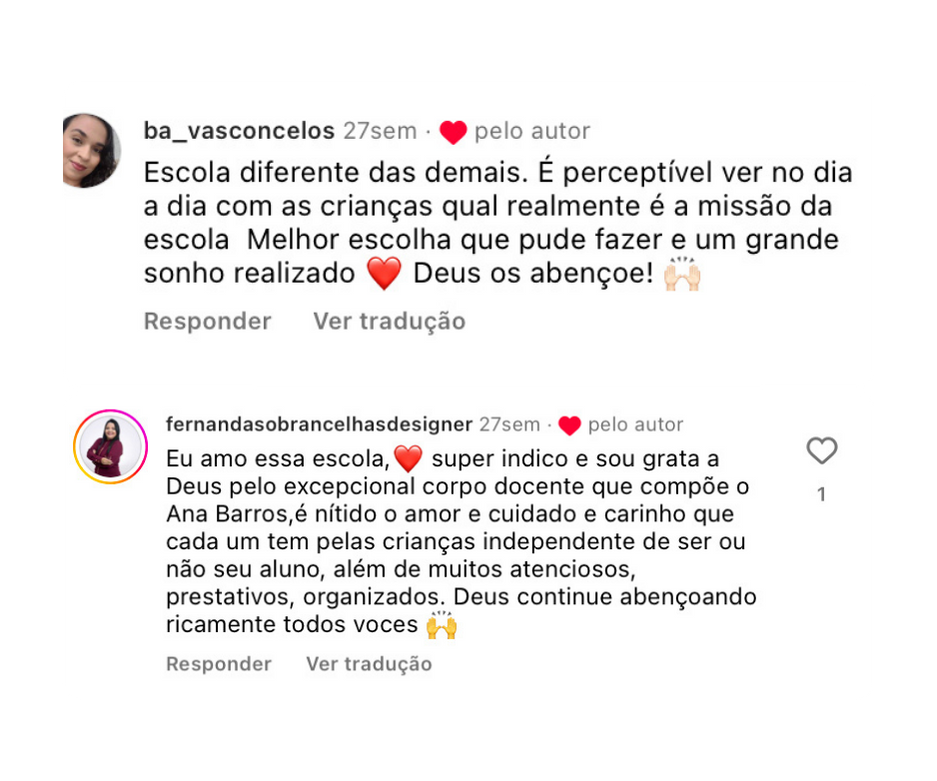 ba_vasconcelos 27sem · ❤️ pelo autor
Escola diferente das demais. É perceptível ver no dia
a dia com as crianças qual realmente é a missão da
escola  Melhor escolha que pude fazer e um grande
sonho realizado ❤️ Deus os abençoe! 🙌🏻
Responder Ver tradução
fernandasobrancelhasdesigner 27sem · ❤️ pelo autor
Eu amo essa escola,❤️ super indico e sou grata a
Deus pelo excepcional corpo docente que compõe o
Ana Barros,é nítido o amor e cuidado e carinho que
cada um tem pelas crianças independente de ser ou
não seu aluno, além de muitos atenciosos,
prestativos, organizados. Deus continue abençoando
ricamente todos voces 🙌
1
Responder Ver tradução